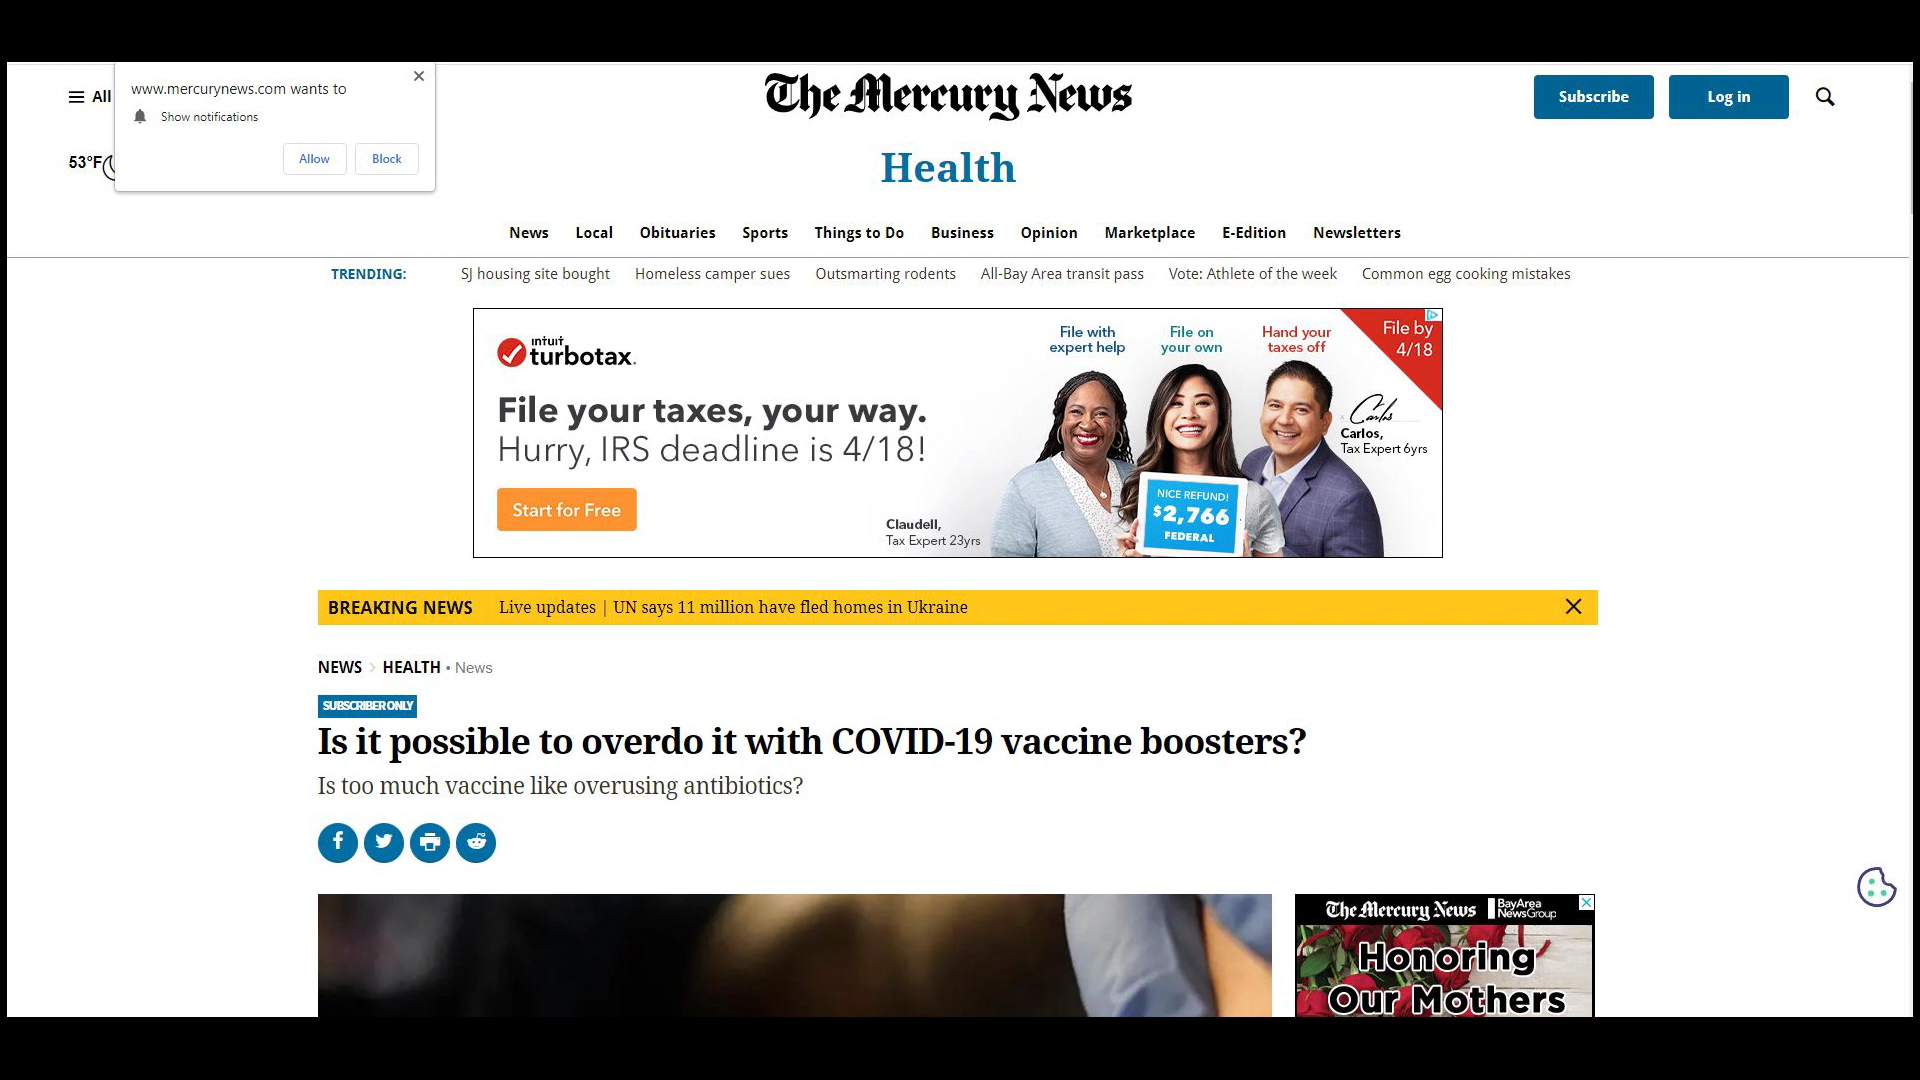 www.mercurynews.com wants to
Show notifications
Allow Block
All
53°F
The Mercury News
Subscribe
Log in
Health
News Local Obituaries Sports Things to Do Business Opinion Marketplace E-Edition Newsletters
TRENDING: SJ housing site bought Homeless camper sues Outsmarting rodents All-Bay Area transit pass Vote: Athlete of the week Common egg cooking mistakes
intuit
turbotax.
File your taxes, your way.
Hurry, IRS deadline is 4/18!
Start for Free
File with
expert help
File on
your own
Hand your
taxes off
File by
4/18
Carlos
Carlos,
Tax Expert 6yrs
NICE REFUND!
$2,766
FEDERAL
Claudell,
Tax Expert 23yrs
BREAKING NEWS Live updates | UN says 11 million have fled homes in Ukraine
NEWS > HEALTH • News
SUBSCRIBER ONLY
Is it possible to overdo it with COVID-19 vaccine boosters?
Is too much vaccine like overusing antibiotics?
The Mercury News
BayArea
NewsGroup
Honoring
Our Mothers